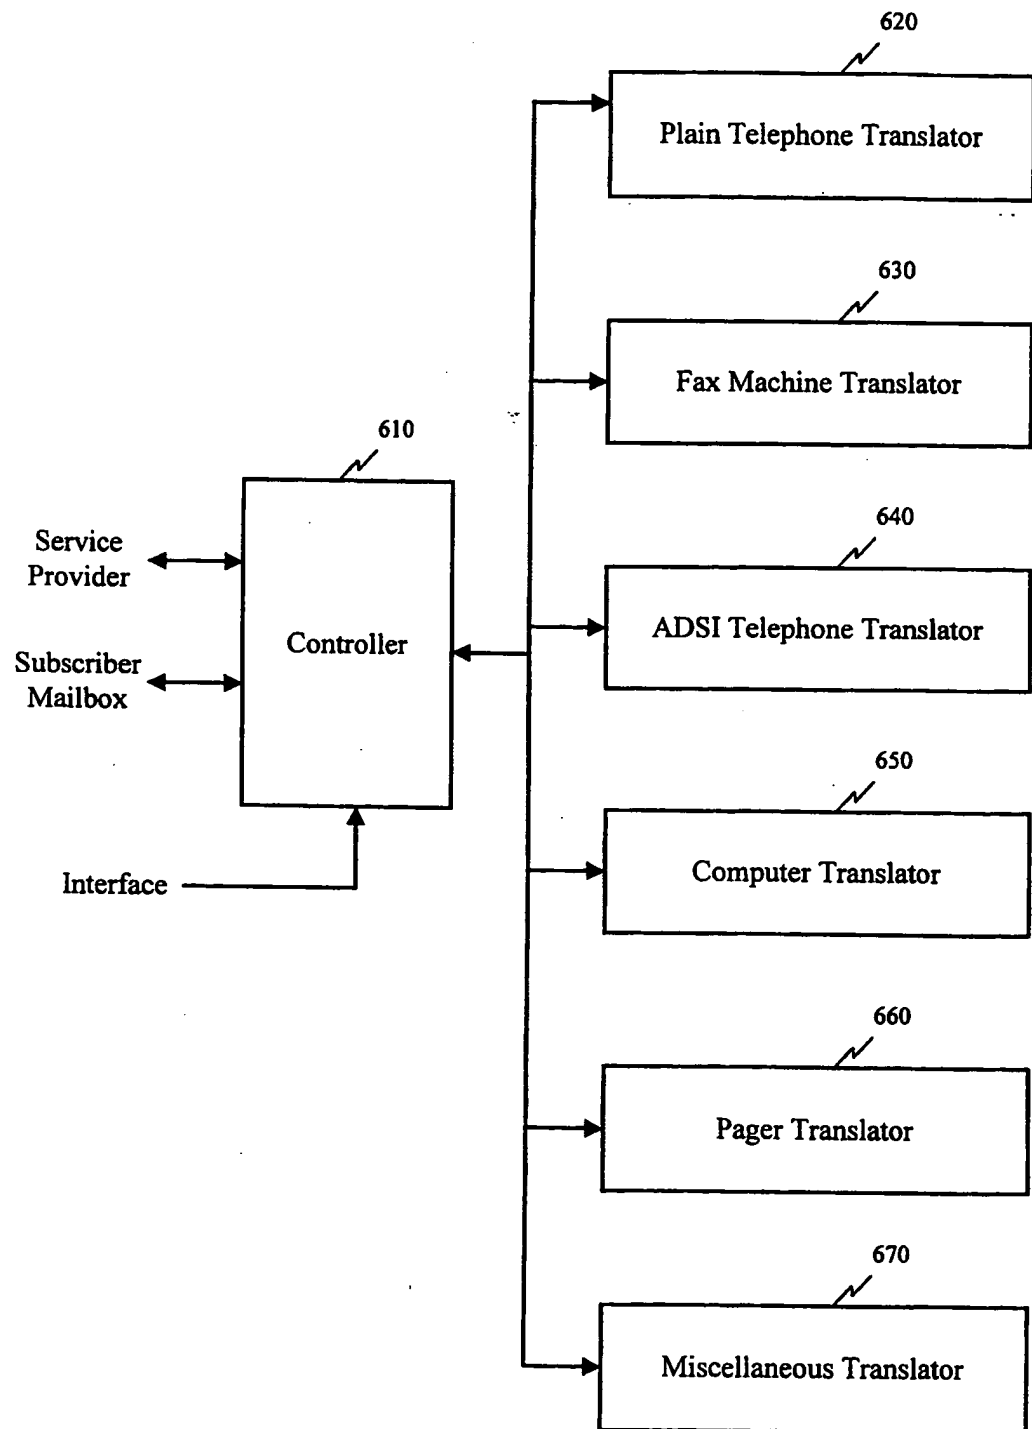 620
Plain Telephone Translator
630
Fax Machine Translator
610
640
Service
Provider
ADSI Telephone Translator
Controller
Subscriber
Mailbox
650
Interface
Computer Translator
660
Pager Translator
670
Miscellaneous Translator